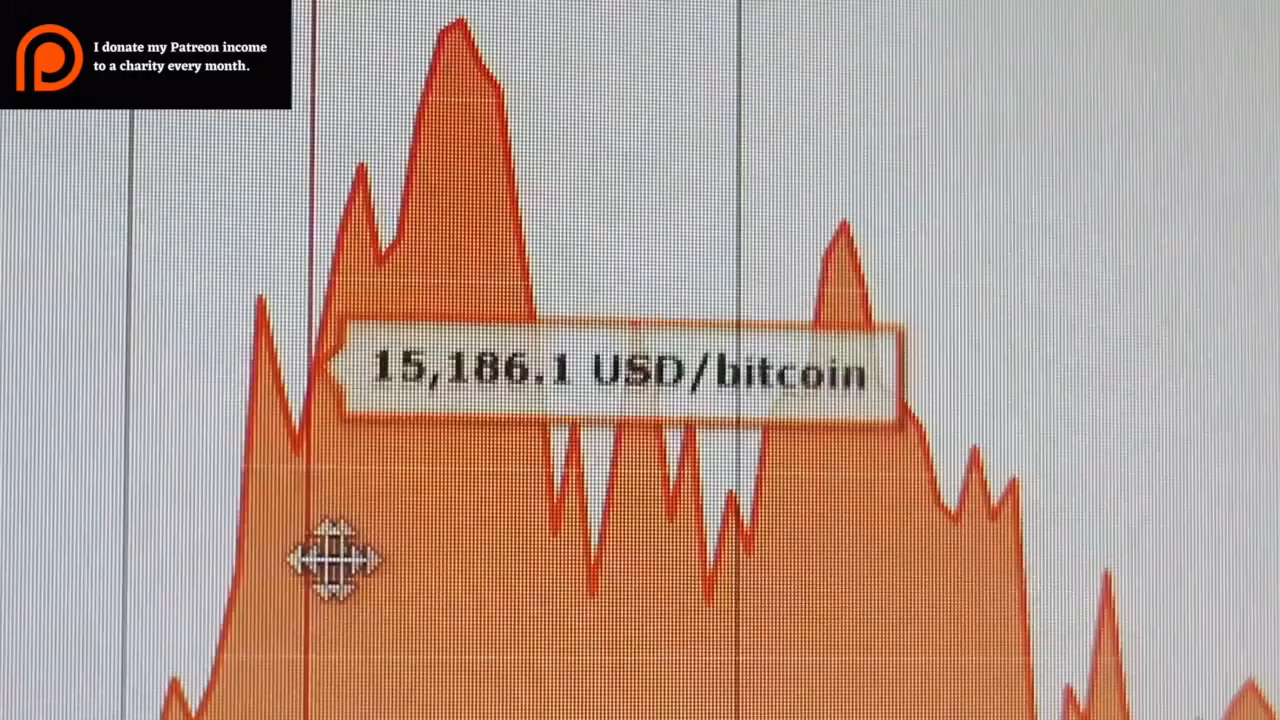 I donate my Patreon income
to a charity every month.
15,186.1 USD/bitcoin